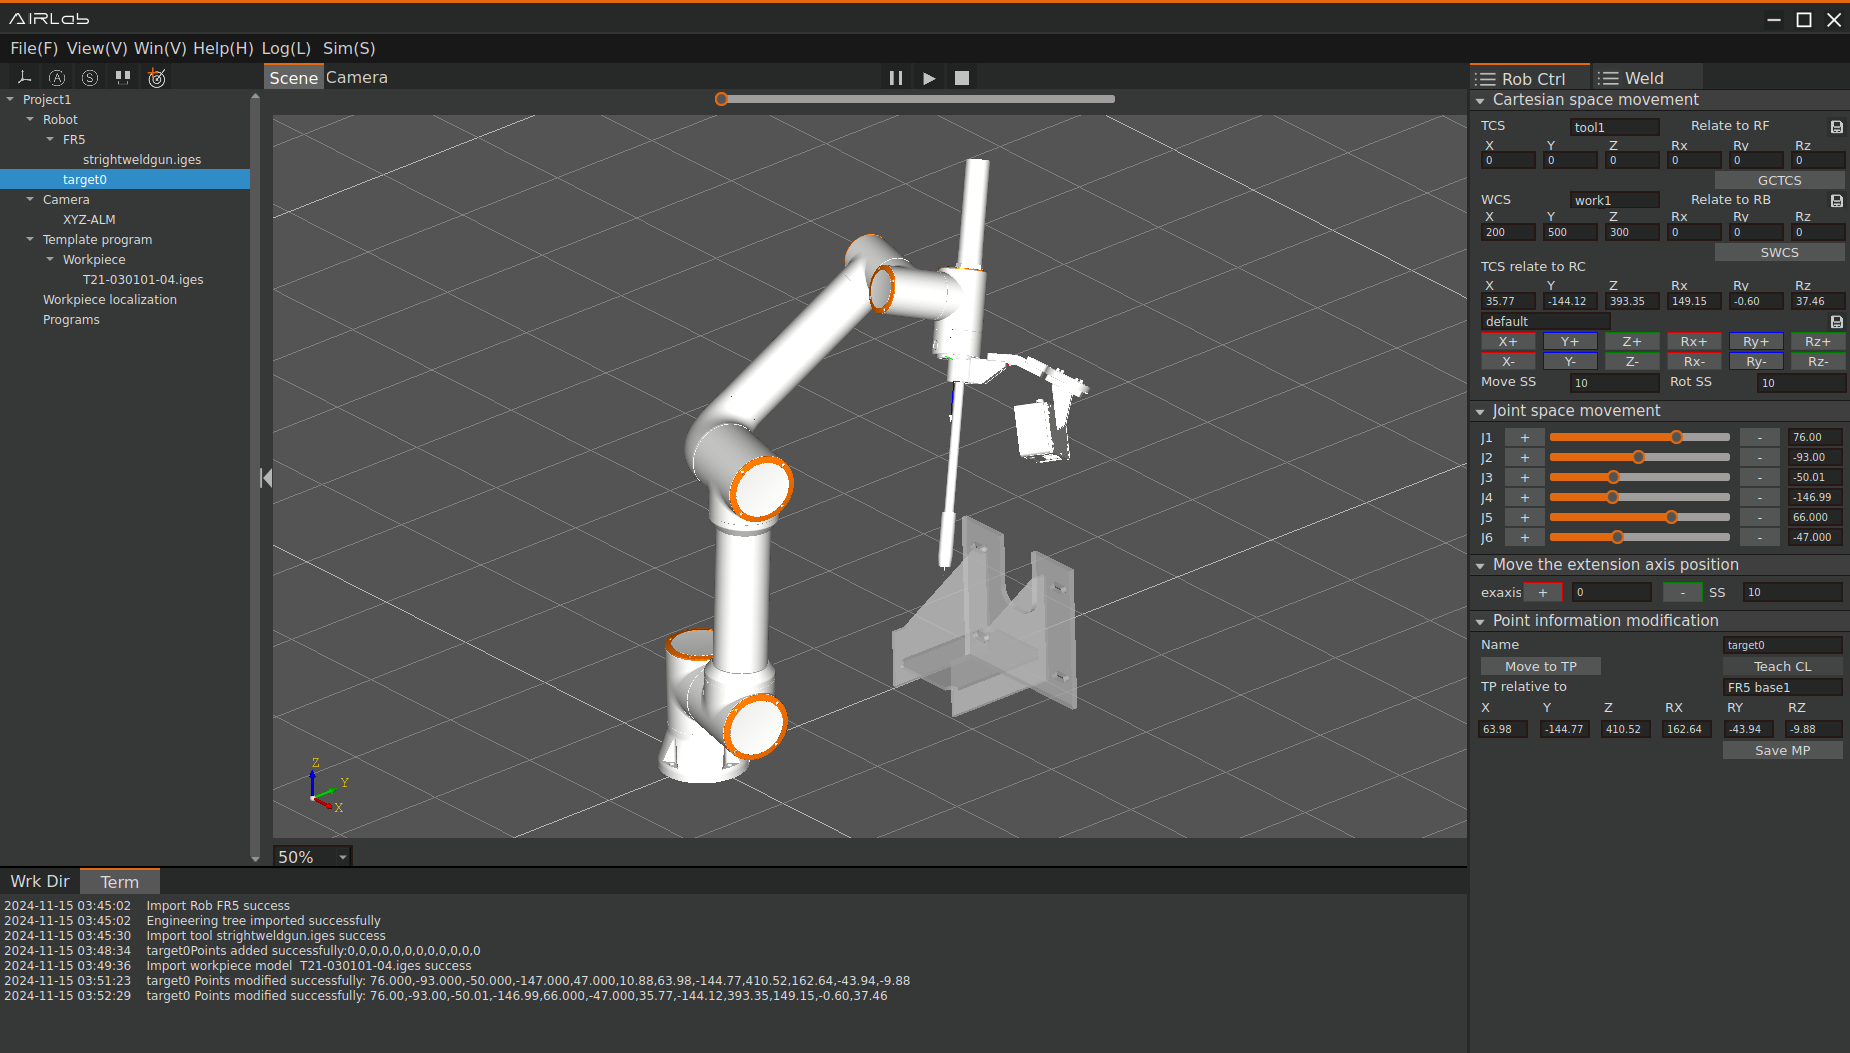 AIRLab
File(F) View(V) Win(V) Help(H) Log(L) Sim(S)
A S
Scene Camera
Project1
Robot
FR5
strightweldgun.iges
target0
Camera
XYZ-ALM
Template program
Workpiece
T21-030101-04.iges
Workpiece localization
Programs
Z
Y
X
50%
Rob Ctrl Weld
Cartesian space movement
TCS tool1 Relate to RF
X Y Z Rx Ry Rz
0 0 0 0 0 0
GCTCS
WCS work1 Relate to RB
X Y Z Rx Ry Rz
200 500 300 0 0 0
SWCS
TCS relate to RC
X Y Z Rx Ry Rz
35.77 -144.12 393.35 149.15 -0.60 37.46
default
X+ Y+ Z+ Rx+ Ry+ Rz+
X- Y- Z- Rx- Ry- Rz-
Move SS 10 Rot SS 10
Joint space movement
J1 + - 76.00
J2 + - -93.00
J3 + - -50.01
J4 + - -146.99
J5 + - 66.000
J6 + - -47.000
Move the extension axis position
exaxis + 0 - SS 10
Point information modification
Name target0
Move to TP Teach CL
TP relative to FR5 base1
X Y Z RX RY RZ
63.98 -144.77 410.52 162.64 -43.94 -9.88
Save MP
Wrk Dir Term
2024-11-15 03:45:02 Import Rob FR5 success
2024-11-15 03:45:02 Engineering tree imported successfully
2024-11-15 03:45:30 Import tool strightweldgun.iges success
2024-11-15 03:48:34 target0Points added successfully:0,0,0,0,0,0,0,0,0,0,0,0
2024-11-15 03:49:36 Import workpiece model T21-030101-04.iges success
2024-11-15 03:51:23 target0 Points modified successfully: 76.000,-93.000,-50.000,-147.000,47.000,10.88,63.98,-144.77,410.52,162.64,-43.94,-9.88
2024-11-15 03:52:29 target0 Points modified successfully: 76.00,-93.00,-50.01,-146.99,66.000,-47.000,35.77,-144.12,393.35,149.15,-0.60,37.46